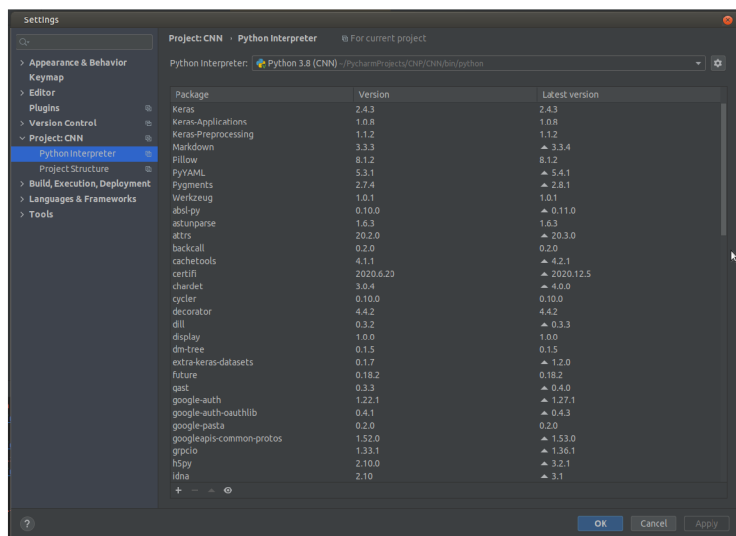 Settings
Project: CNN › Python Interpreter For current project
Python Interpreter: Python 3.8 (CNN) ~/PycharmProjects/CNP/CNN/bin/python
Appearance & Behavior
Keymap
Editor
Plugins
Version Control
Project: CNN
Python Interpreter
Project Structure
Build, Execution, Deployment
Languages & Frameworks
Tools
Package Version Latest version
Keras 2.4.3 2.4.3
Keras-Applications 1.0.8 1.0.8
Keras-Preprocessing 1.1.2 1.1.2
Markdown 3.3.3 ▲ 3.3.4
Pillow 8.1.2 8.1.2
PyYAML 5.3.1 ▲ 5.4.1
Pygments 2.7.4 ▲ 2.8.1
Werkzeug 1.0.1 1.0.1
absl-py 0.10.0 ▲ 0.11.0
astunparse 1.6.3 1.6.3
attrs 20.2.0 ▲ 20.3.0
backcall 0.2.0 0.2.0
cachetools 4.1.1 ▲ 4.2.1
certifi 2020.6.20 ▲ 2020.12.5
chardet 3.0.4 ▲ 4.0.0
cycler 0.10.0 0.10.0
decorator 4.4.2 4.4.2
dill 0.3.2 ▲ 0.3.3
display 1.0.0 1.0.0
dm-tree 0.1.5 0.1.5
extra-keras-datasets 0.1.7 ▲ 1.2.0
future 0.18.2 0.18.2
gast 0.3.3 ▲ 0.4.0
google-auth 1.22.1 ▲ 1.27.1
google-auth-oauthlib 0.4.1 ▲ 0.4.3
google-pasta 0.2.0 0.2.0
googleapis-common-protos 1.52.0 ▲ 1.53.0
grpcio 1.33.1 ▲ 1.36.1
h5py 2.10.0 ▲ 3.2.1
idna 2.10 ▲ 3.1
? OK Cancel Apply